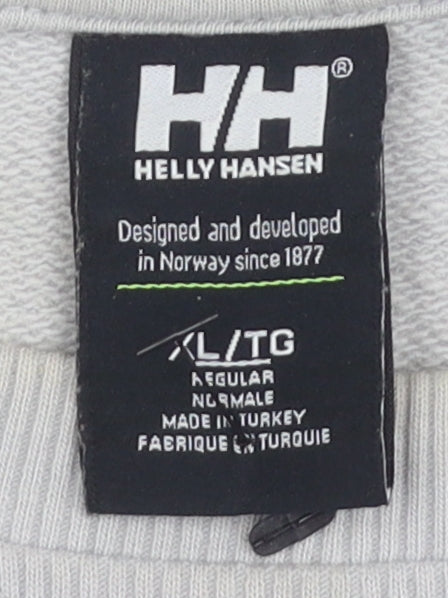 HH®
HELLY HANSEN
Designed and developed
in Norway since 1877
XL/TG
REGULAR
NORMALE
MADE IN TURKEY
FABRIQUE EN TURQUIE